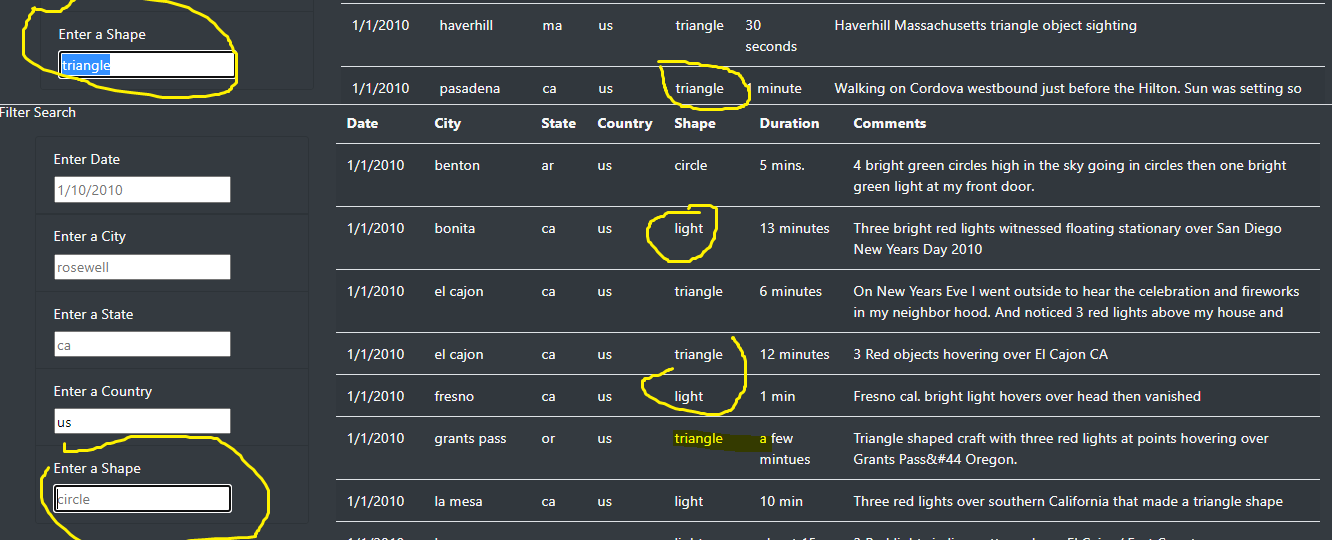 Enter a Shape
triangle
1/1/2010 haverhill ma us triangle 30 seconds Haverhill Massachusetts triangle object sighting
1/1/2010 pasadena ca us triangle 1 minute Walking on Cordova westbound just before the Hilton. Sun was setting so
Filter Search
Enter Date
1/10/2010
Enter a City
rosewell
Enter a State
ca
Enter a Country
us
Enter a Shape
circle
Date City State Country Shape Duration Comments
1/1/2010 benton ar us circle 5 mins. 4 bright green circles high in the sky going in circles then one bright
green light at my front door.
1/1/2010 bonita ca us light 13 minutes Three bright red lights witnessed floating stationary over San Diego
New Years Day 2010
1/1/2010 el cajon ca us triangle 6 minutes On New Years Eve I went outside to hear the celebration and fireworks
in my neighbor hood. And noticed 3 red lights above my house and
1/1/2010 el cajon ca us triangle 12 minutes 3 Red objects hovering over El Cajon CA
1/1/2010 fresno ca us light 1 min Fresno cal. bright light hovers over head then vanished
1/1/2010 grants pass or us triangle a few Triangle shaped craft with three red lights at points hovering over
mintues Grants Pass&#44 Oregon.
1/1/2010 la mesa ca us light 10 min Three red lights over southern California that made a triangle shape